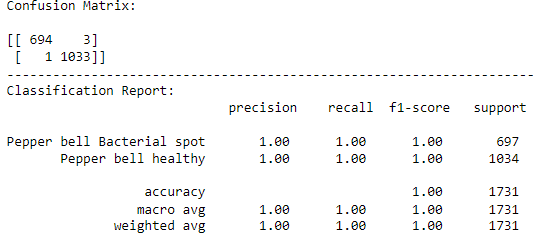 Confusion Matrix:
[[ 694    3]
 [   1 1033]]
------------------------------------------------------------------------
Classification Report:
                            precision    recall  f1-score   support
Pepper bell Bacterial spot       1.00      1.00      1.00       697
       Pepper bell healthy       1.00      1.00      1.00      1034
                  accuracy                           1.00      1731
                 macro avg       1.00      1.00      1.00      1731
              weighted avg       1.00      1.00      1.00      1731